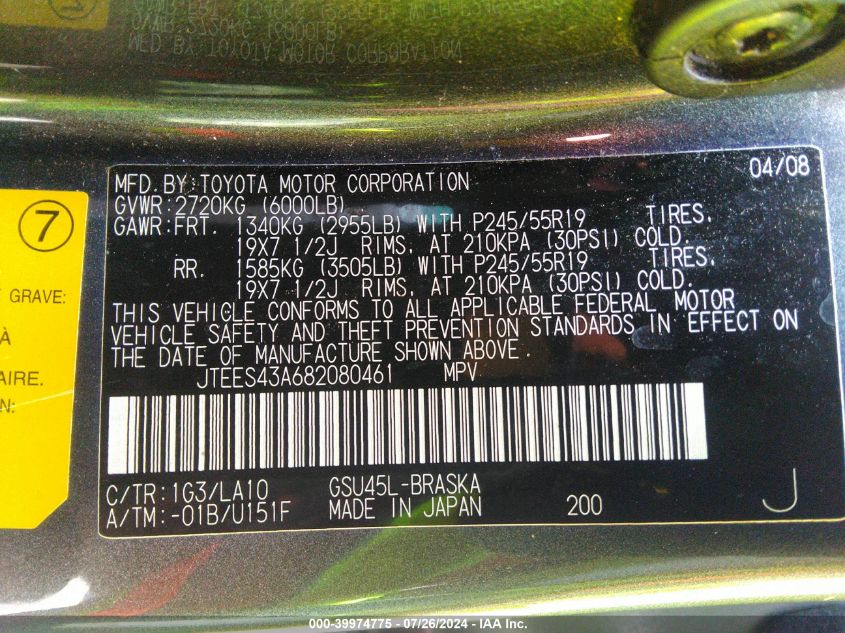 04/08
MFD. BY: TOYOTA MOTOR CORPORATION
GVWR: 2720KG (6000LB)
GAWR: FRT. 1340KG (2955LB) WITH P245/55R19 TIRES.
19X7 1/2J RIMS. AT 210KPA (30PSI) COLD.
RR. 1585KG (3505LB) WITH P245/55R19 TIRES.
19X7 1/2J RIMS, AT 210KPA (30PSI) COLD.
THIS VEHICLE CONFORMS TO ALL APPLICABLE FEDERAL MOTOR
VEHICLE SAFETY AND THEFT PREVENTION STANDARDS IN EFFECT ON
THE DATE OF MANUFACTURE SHOWN ABOVE.
JTEES43A682080461 MPV
C/TR: 1G3/LA10 GSU45L-BRASKA
A/TM: -01B/U151F MADE IN JAPAN 200 J
7
GRAVE:
À
AIRE.
N:
000-39974775 - 07/26/2024 - IAA Inc.